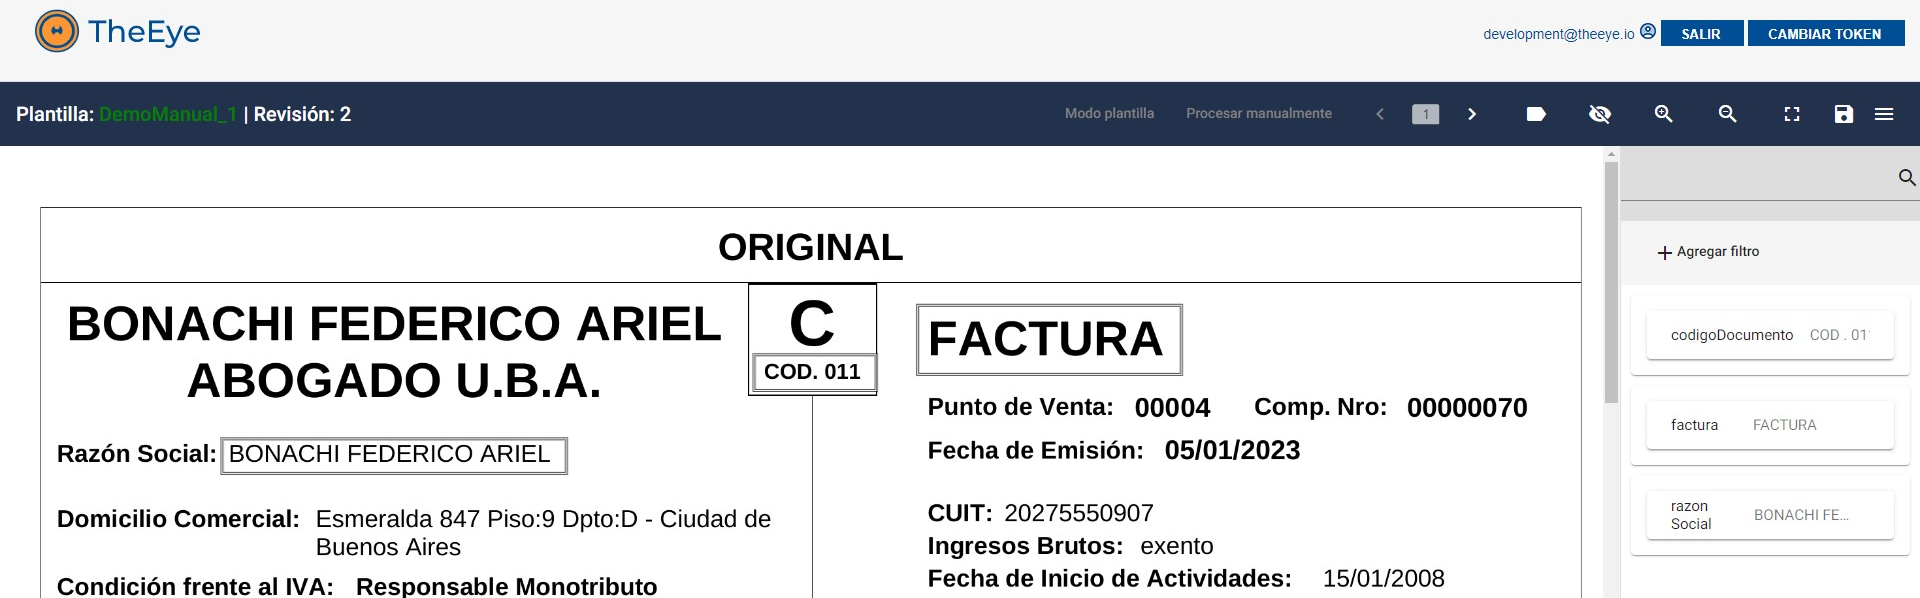 TheEye
development@theeye.io SALIR CAMBIAR TOKEN
Plantilla: DemoManual_1 | Revisión: 2
Modo plantilla Procesar manualmente 1
Agregar filtro
codigoDocumento COD . 01
factura FACTURA
razon Social BONACHI FE...
ORIGINAL
BONACHI FEDERICO ARIEL
ABOGADO U.B.A.
C
COD. 011
FACTURA
Punto de Venta: 00004 Comp. Nro: 00000070
Fecha de Emisión: 05/01/2023
Razón Social: BONACHI FEDERICO ARIEL
Domicilio Comercial: Esmeralda 847 Piso:9 Dpto:D - Ciudad de
Buenos Aires
Condición frente al IVA: Responsable Monotributo
CUIT: 20275550907
Ingresos Brutos: exento
Fecha de Inicio de Actividades: 15/01/2008